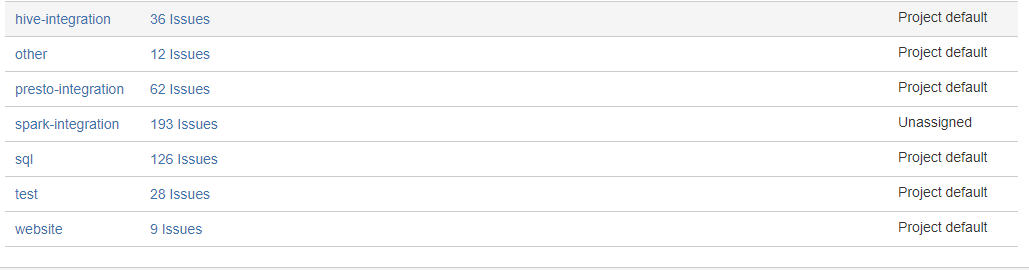 hive-integration 36 Issues Project default
other 12 Issues Project default
presto-integration 62 Issues Project default
spark-integration 193 Issues Unassigned
sql 126 Issues Project default
test 28 Issues Project default
website 9 Issues Project default